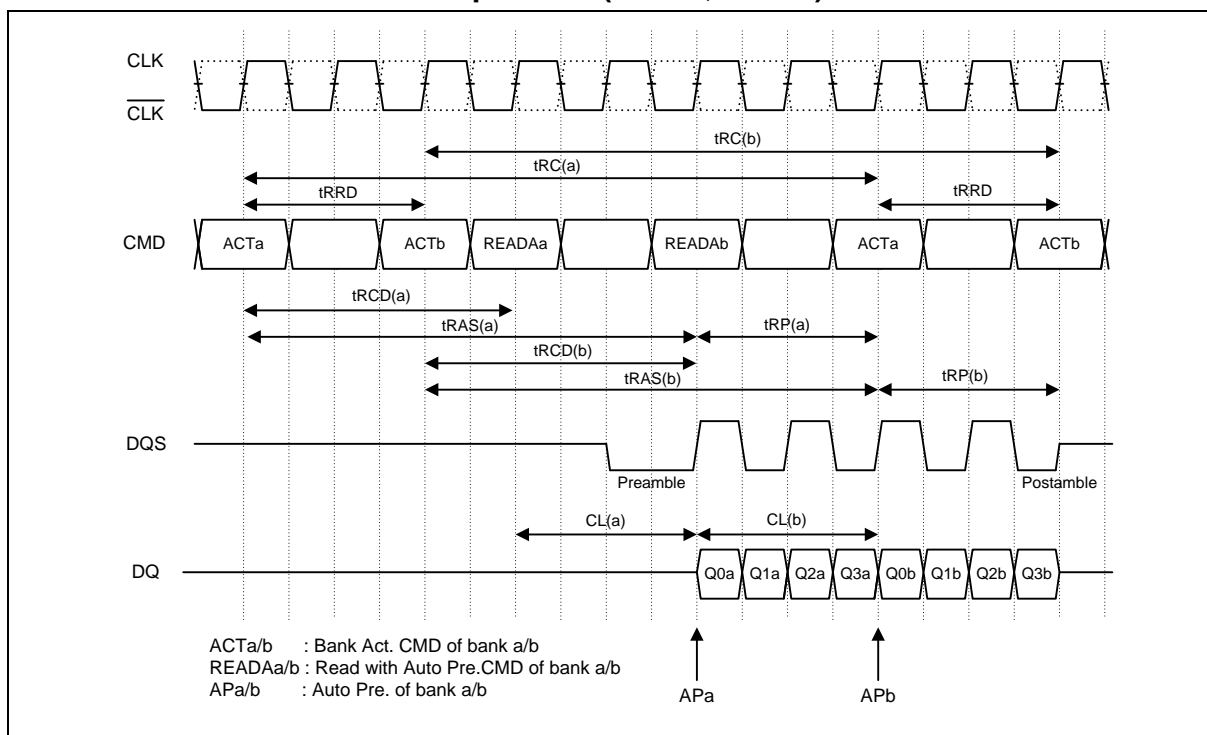 CLK
CLK
tRC(b)
tRC(a)
tRRD tRRD
CMD ACTa ACTb READAa READAb ACTa ACTb
tRCD(a)
tRAS(a) tRP(a)
tRCD(b)
tRAS(b) tRP(b)
DQS
Preamble Postamble
CL(a) CL(b)
DQ Q0a Q1a Q2a Q3a Q0b Q1b Q2b Q3b
ACTa/b : Bank Act. CMD of bank a/b
READAa/b : Read with Auto Pre.CMD of bank a/b
APa/b : Auto Pre. of bank a/b
APa APb